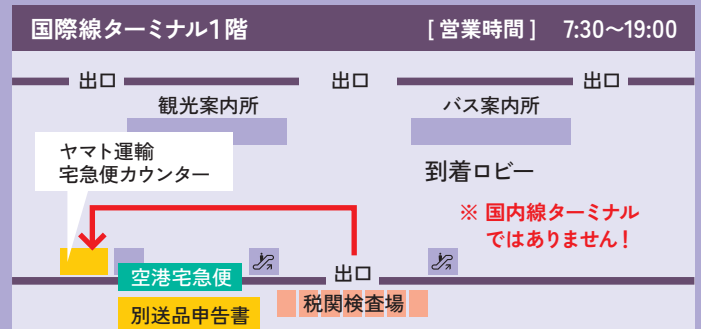 国際線ターミナル1階 [ 営業時間 ] 7:30〜19:00
出口 出口 出口
観光案内所 バス案内所
ヤマト運輸
宅急便カウンター
到着ロビー
※ 国内線ターミナル
ではありません!
空港宅急便
出口
別送品申告書
税関検査場